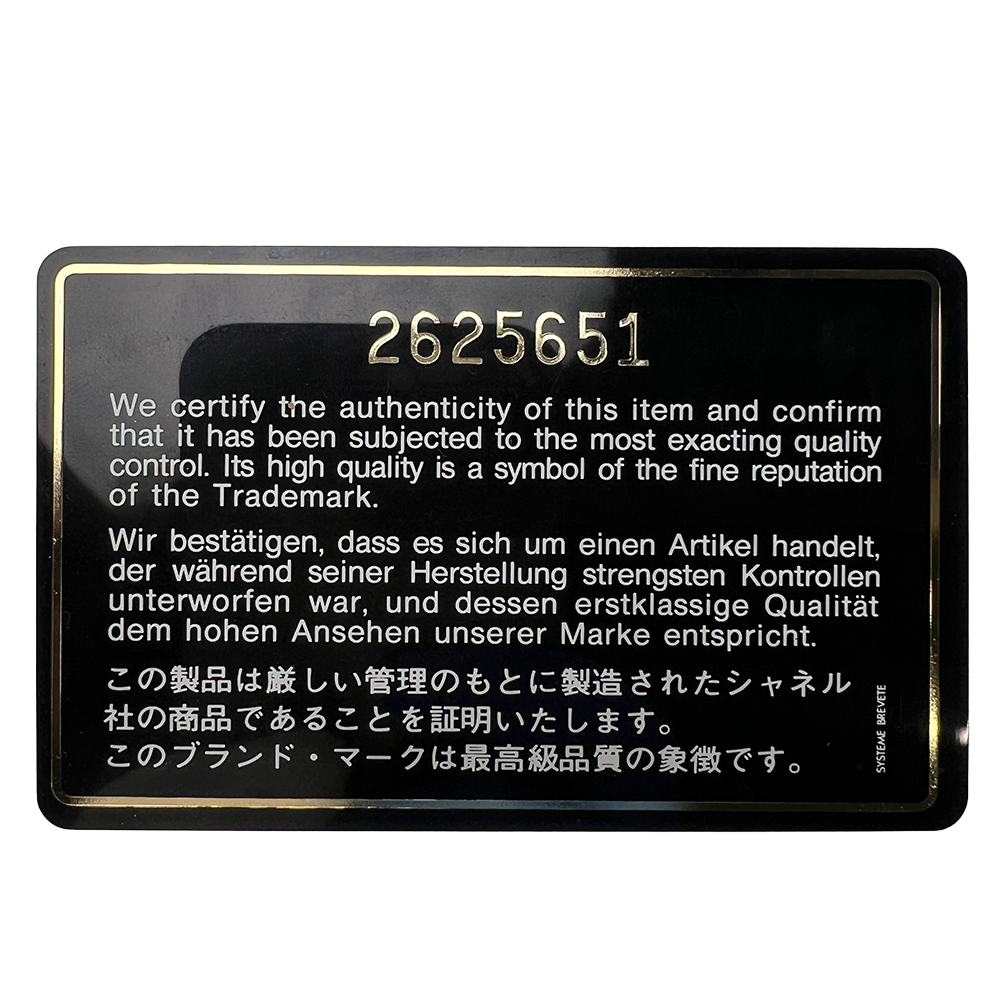 2625651
We certify the authenticity of this item and confirm
that it has been subjected to the most exacting quality
control. Its high quality is a symbol of the fine reputation
of the Trademark.
Wir bestätigen, dass es sich um einen Artikel handelt,
der während seiner Herstellung strengsten Kontrollen
unterworfen war, und dessen erstklassige Qualität
dem hohen Ansehen unserer Marke entspricht.
この製品は厳しい管理のもとに製造されたシャネル
社の商品であることを証明いたします。
このブランド・マークは最高級品質の象徴です。
SYSTEME BREVETE